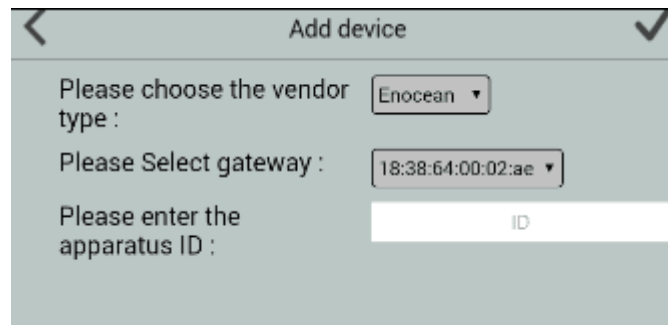 Add device
Please choose the vendor
type :
Enocean
Please Select gateway :
18:38:64:00:02:ae
Please enter the
apparatus ID :
ID